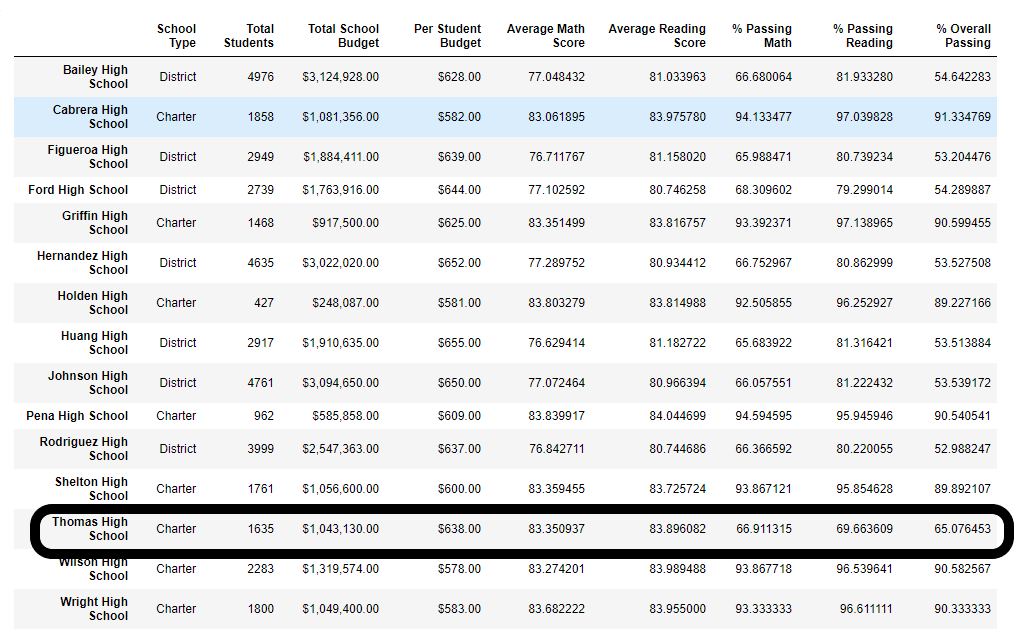 School Type Total Students Total School Budget Per Student Budget Average Math Score Average Reading Score % Passing Math % Passing Reading % Overall Passing
Bailey High School District 4976 $3,124,928.00 $628.00 77.048432 81.033963 66.680064 81.933280 54.642283
Cabrera High School Charter 1858 $1,081,356.00 $582.00 83.061895 83.975780 94.133477 97.039828 91.334769
Figueroa High School District 2949 $1,884,411.00 $639.00 76.711767 81.158020 65.988471 80.739234 53.204476
Ford High School District 2739 $1,763,916.00 $644.00 77.102592 80.746258 68.309602 79.299014 54.289887
Griffin High School Charter 1468 $917,500.00 $625.00 83.351499 83.816757 93.392371 97.138965 90.599455
Hernandez High School District 4635 $3,022,020.00 $652.00 77.289752 80.934412 66.752967 80.862999 53.527508
Holden High School Charter 427 $248,087.00 $581.00 83.803279 83.814988 92.505855 96.252927 89.227166
Huang High School District 2917 $1,910,635.00 $655.00 76.629414 81.182722 65.683922 81.316421 53.513884
Johnson High School District 4761 $3,094,650.00 $650.00 77.072464 80.966394 66.057551 81.222432 53.539172
Pena High School Charter 962 $585,858.00 $609.00 83.839917 84.044699 94.594595 95.945946 90.540541
Rodriguez High School District 3999 $2,547,363.00 $637.00 76.842711 80.744686 66.366592 80.220055 52.988247
Shelton High School Charter 1761 $1,056,600.00 $600.00 83.359455 83.725724 93.867121 95.854628 89.892107
Thomas High School Charter 1635 $1,043,130.00 $638.00 83.350937 83.896082 66.911315 69.663609 65.076453
Wilson High School Charter 2283 $1,319,574.00 $578.00 83.274201 83.989488 93.867718 96.539641 90.582567
Wright High School Charter 1800 $1,049,400.00 $583.00 83.682222 83.955000 93.333333 96.611111 90.333333